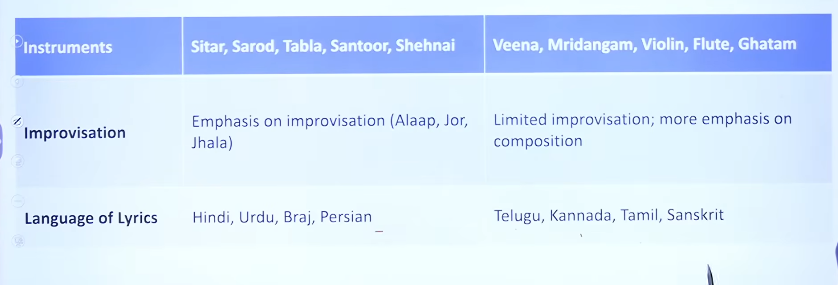 Instruments
Sitar, Sarod, Tabla, Santoor, Shehnai
Veena, Mridangam, Violin, Flute, Ghatam
Improvisation
Emphasis on improvisation (Alaap, Jor,
Jhala)
Limited improvisation; more emphasis on
composition
Language of Lyrics
Hindi, Urdu, Braj, Persian
Telugu, Kannada, Tamil, Sanskrit